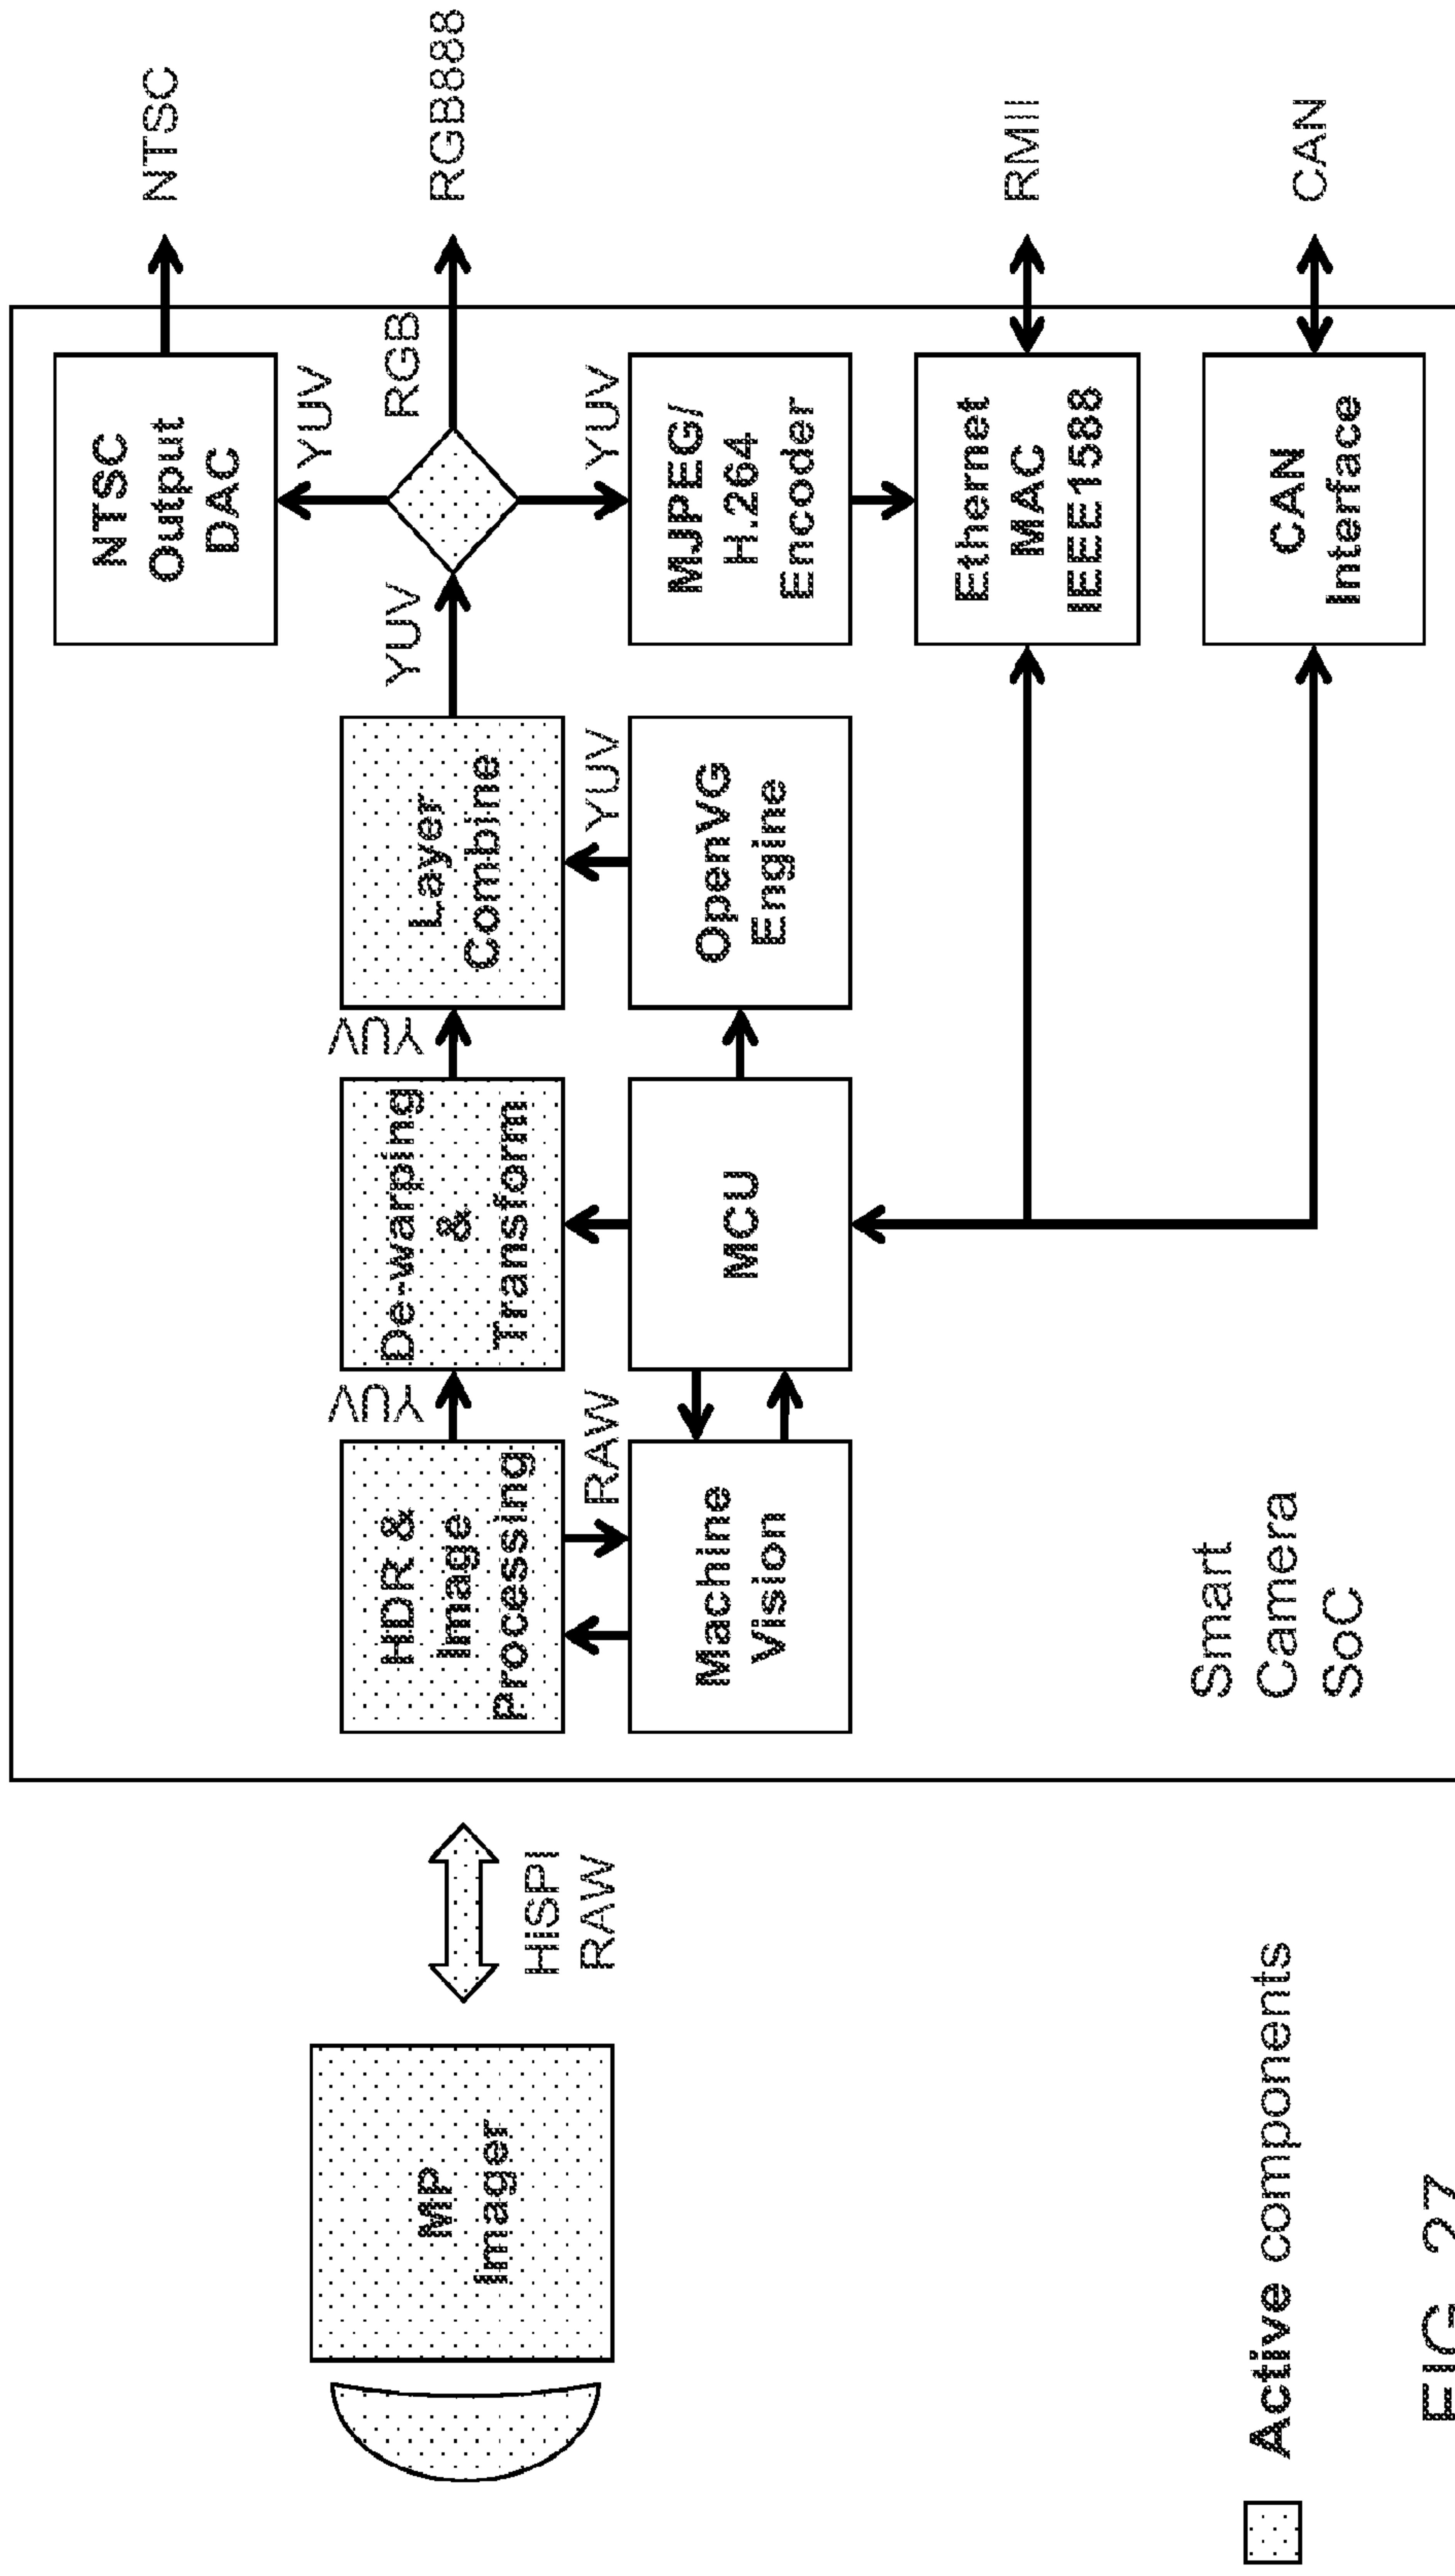 NTSC
RGB888
RMII
CAN
NTSC
Output
DAC
YUV
RGB
YUV
MJPEG/
H.264
Encoder
Ethernet
MAC
IEEE1588
CAN
Interface
YUV
Layer
Combine
YUV
OpenVG
Engine
YUV
De-warping
&
Transform
MCU
YUV
HDR &
Image
Processing
RAW
Machine
Vision
Smart
Camera
SoC
HiSPI
RAW
MP
Imager
Active components
FIG. 27